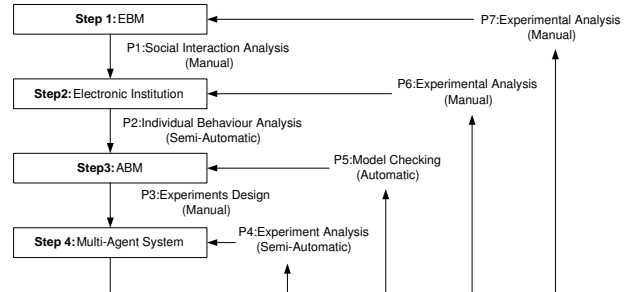 Step 1: EBM
P7:Experimental Analysis
(Manual)
P1:Social Interaction Analysis
(Manual)
P6:Experimental Analysis
(Manual)
Step2: Electronic Institution
P2:Individual Behaviour Analysis
(Semi-Automatic)
P5:Model Checking
(Automatic)
Step3: ABM
P3:Experiments Design
(Manual)
P4:Experiment Analysis
(Semi-Automatic)
Step 4: Multi-Agent System